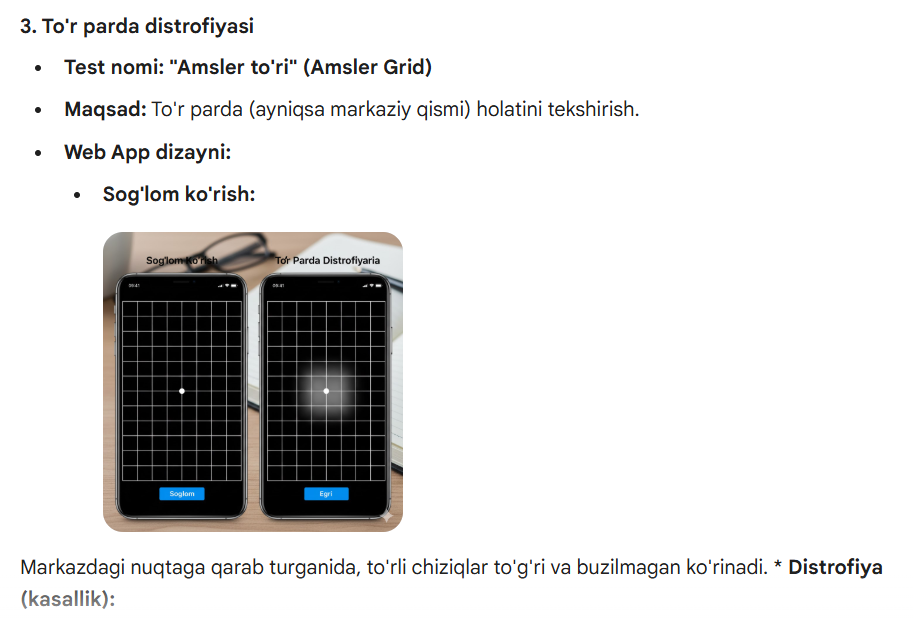 3. To'r parda distrofiyasi
Test nomi: "Amsler to'ri" (Amsler Grid)
Maqsad: To'r parda (ayniqsa markaziy qismi) holatini tekshirish.
Web App dizayni:
Sog'lom ko'rish:
Sog'lom Ko'rish
To'r Parda Distrofiyaria
09:41
09:41
Soglom
Egri
Markazdagi nuqtaga qarab turganida, to'rli chiziqlar to'g'ri va buzilmagan ko'rinadi. * Distrofiya
(kasallik):